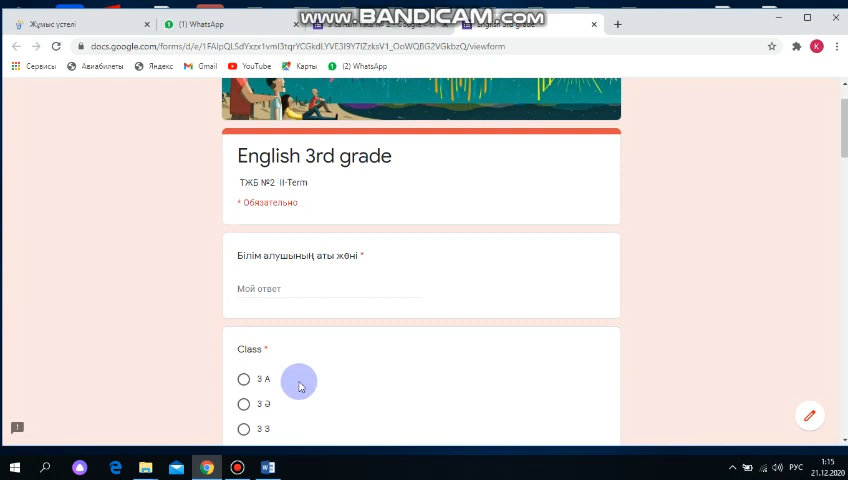 WWW.BANDICAM.COM
Жұмыс үстелі
(1) WhatsApp
English 3rd grade
docs.google.com/forms/d/e/1FAIpQLSdYxzx1vml3tqrYCGkdLYVE3I9Y7IZzksV1_OoWQBG2VGkbzQ/viewform
Сервисы
Авиабилеты
Яндекс
Gmail
YouTube
Карты
(1) WhatsApp
English 3rd grade
ТЖБ №2 II-Term
* Обязательно
Білім алушының аты жөні *
Мой ответ
Class *
3 А
3 Ә
3 З
РУС
1:15
21.12.2020